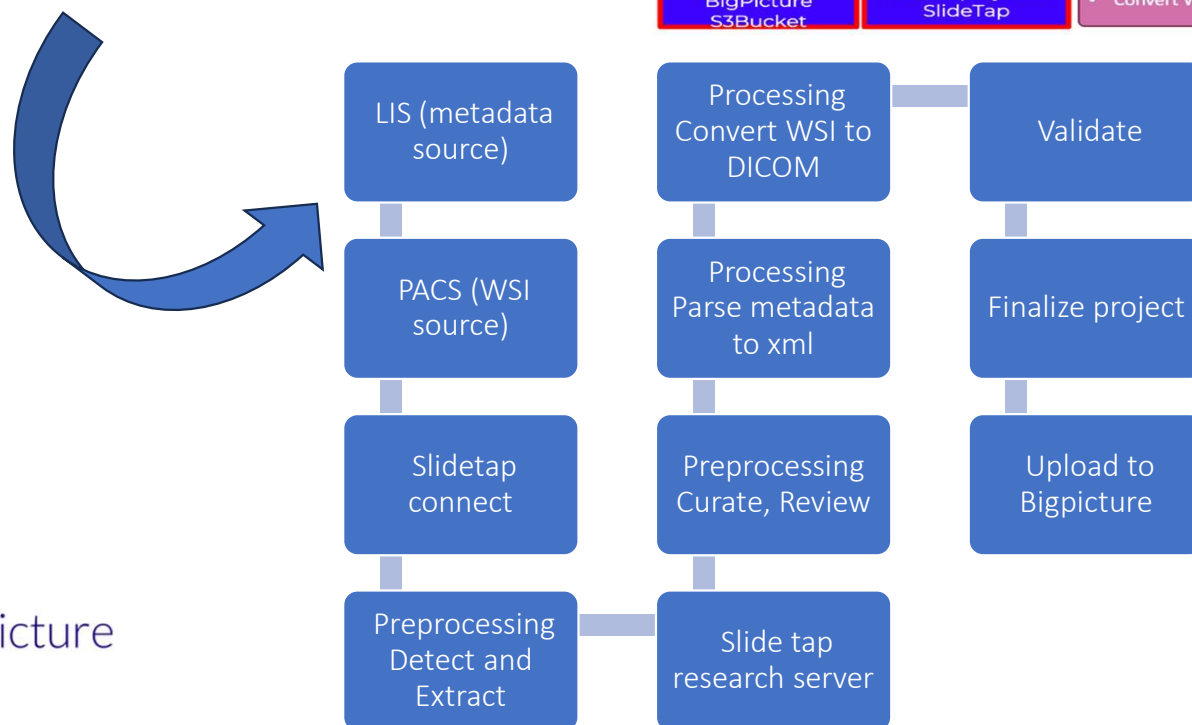 BigPicture
S3Bucket
SlideTap
Convert W
LIS (metadata
source)
PACS (WSI
source)
Slidetap
connect
Preprocessing
Detect and
Extract
Slide tap
research server
Preprocessing
Curate, Review
Processing
Parse metadata
to xml
Processing
Convert WSI to
DICOM
Validate
Finalize project
Upload to
Bigpicture
icture